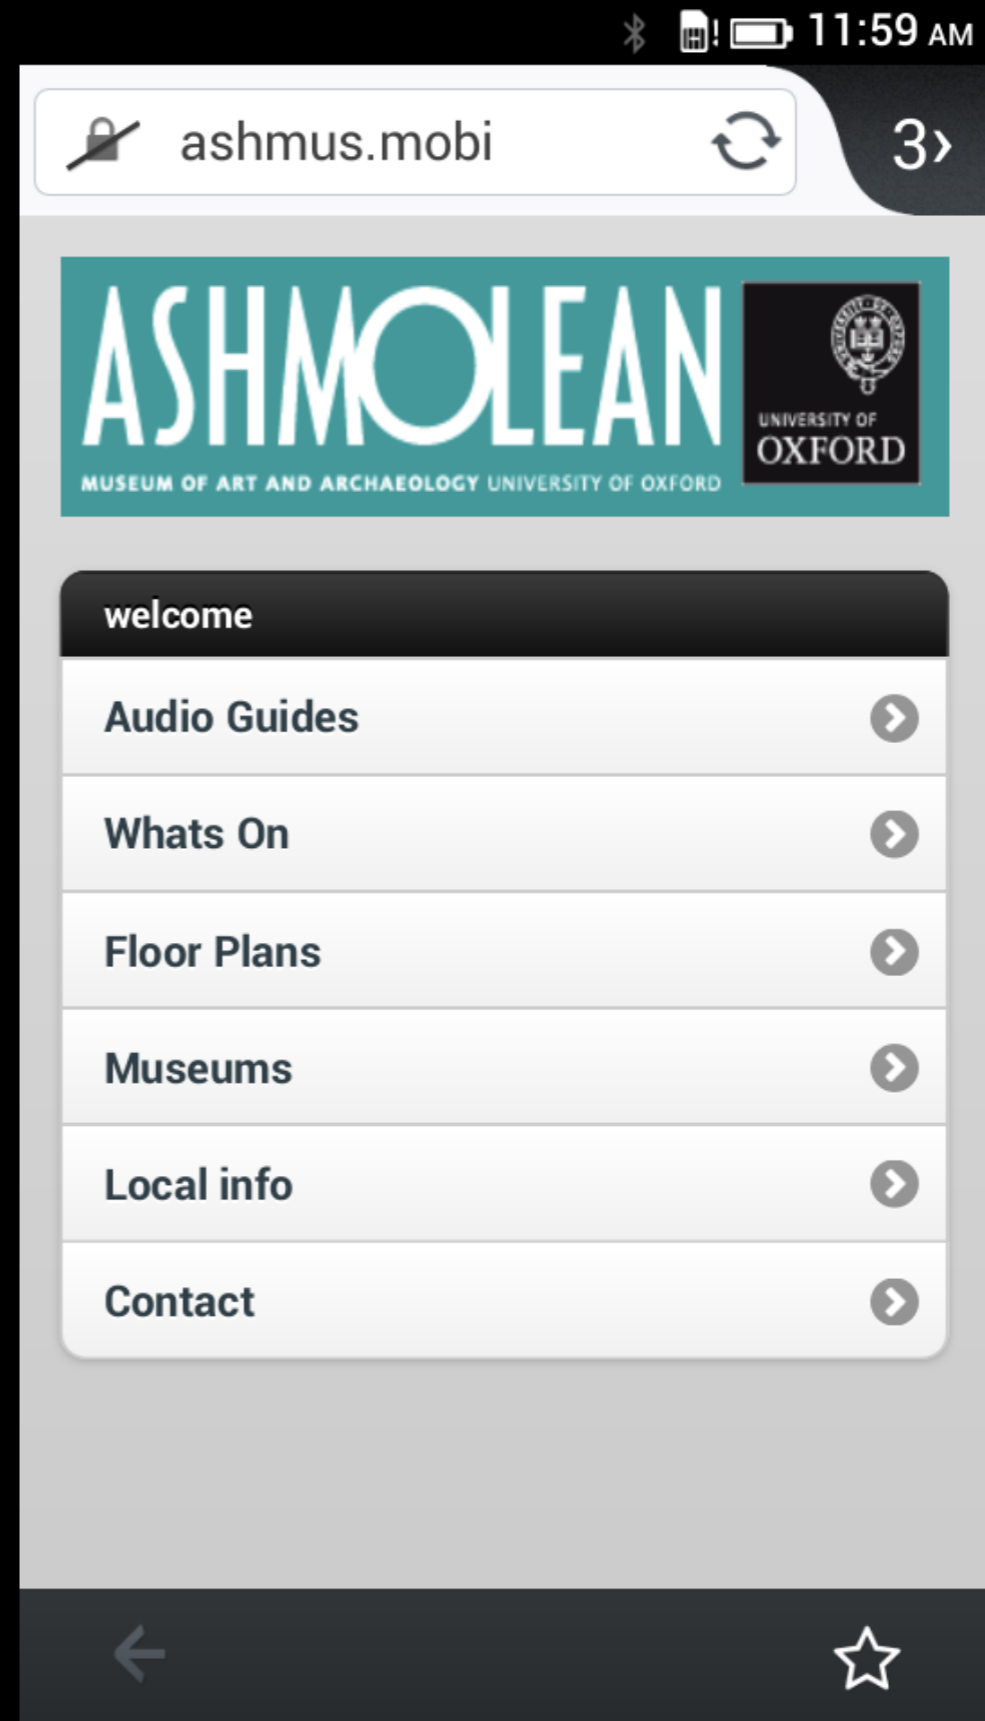 11:59 AM
ashmus.mobi
3›
ASHMOLEAN
MUSEUM OF ART AND ARCHAEOLOGY UNIVERSITY OF OXFORD
UNIVERSITY OF
OXFORD
welcome
Audio Guides
Whats On
Floor Plans
Museums
Local info
Contact